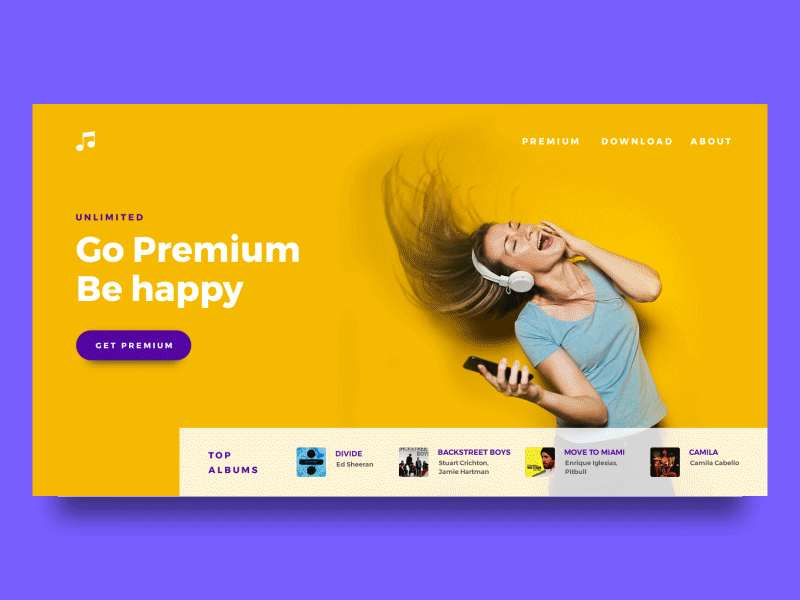 PREMIUM DOWNLOAD ABOUT
UNLIMITED
Go Premium
Be happy
GET PREMIUM
TOP
ALBUMS
DIVIDE
Ed Sheeran
BACKSTREET BOYS
Stuart Crichton,
Jamie Hartman
MOVE TO MIAMI
Enrique Iglesias,
Pitbull
CAMILA
Camila Cabello